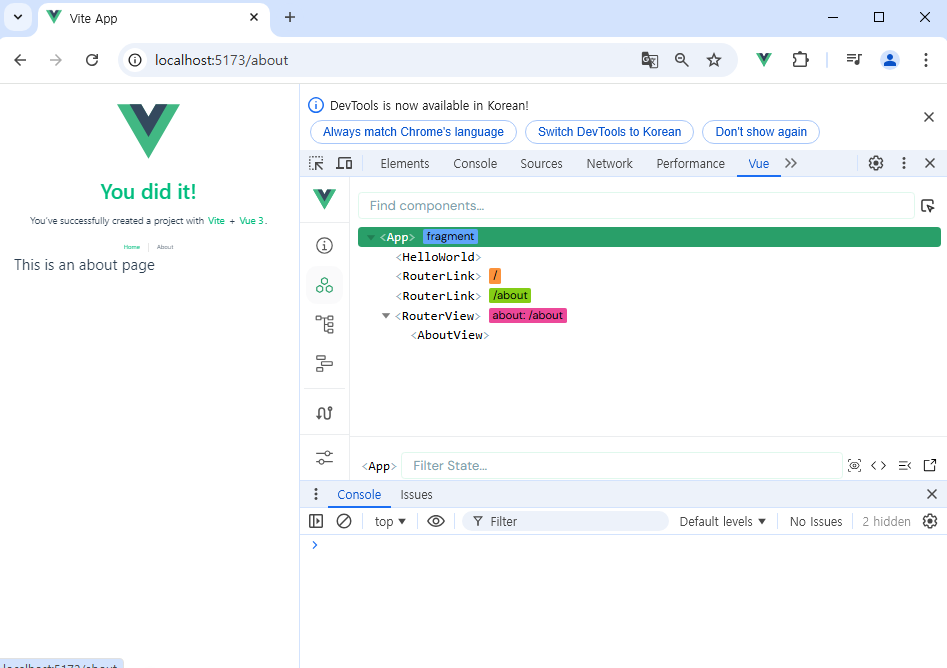 Vite App
localhost:5173/about
You did it!
You've successfully created a project with Vite + Vue 3.
Home About
This is an about page
DevTools is now available in Korean!
Always match Chrome's language Switch DevTools to Korean Don't show again
Elements Console Sources Network Performance Vue
Find components...
<App> fragment
<HelloWorld>
<RouterLink> /
<RouterLink> /about
<RouterView> about: /about
<AboutView>
<App> Filter State...
Console Issues
top Filter Default levels No Issues 2 hidden
localhost:5173/about